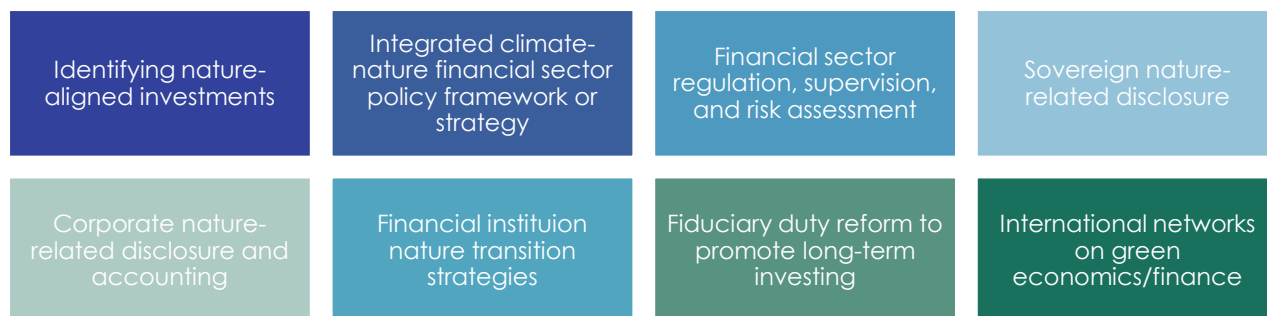 Identifying nature-
aligned investments
Integrated climate-
nature financial sector
policy framework or
strategy
Financial sector
regulation, supervision,
and risk assessment
Sovereign nature-
related disclosure
Corporate nature-
related disclosure and
accounting
Financial instituion
nature transition
strategies
Fiduciary duty reform to
promote long-term
investing
International networks
on green
economics/finance